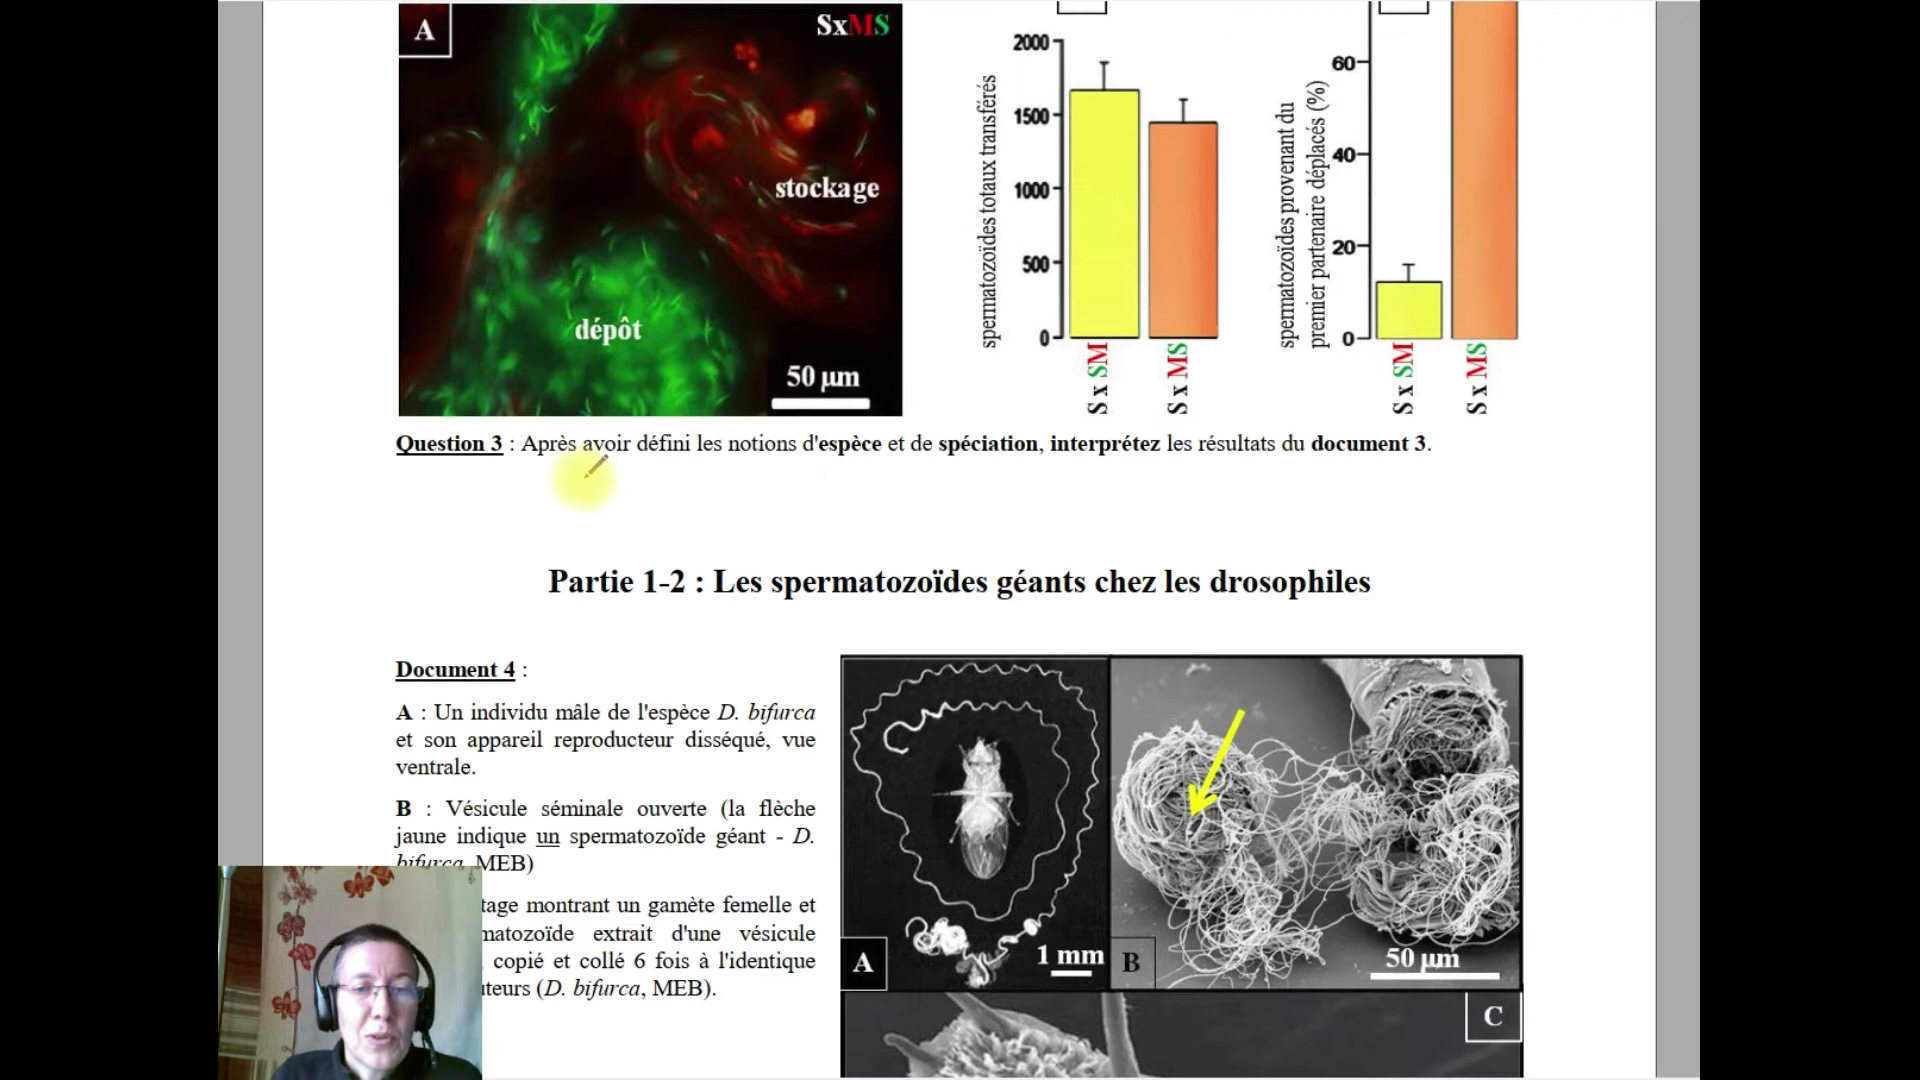 A
SxMS
stockage
dépôt
50 µm
spermatozoïdes totaux transférés
2000
1500
1000
500
0
S x SM
S x MS
spermatozoïdes provenant du
premier partenaire déplacés (%)
60
40
20
0
S x SM
S x MS
Question 3 : Après avoir défini les notions d'espèce et de spéciation, interprétez les résultats du document 3.
Partie 1-2 : Les spermatozoïdes géants chez les drosophiles
Document 4 :
A : Un individu mâle de l'espèce D. bifurca
et son appareil reproducteur disséqué, vue
ventrale.
B : Vésicule séminale ouverte (la flèche
jaune indique un spermatozoïde géant - D.
bifurca, MEB)
tage montrant un gamète femelle et
matozoïde extrait d'une vésicule
copié et collé 6 fois à l'identique
uteurs (D. bifurca, MEB).
A
1 mm
B
50 µm
C